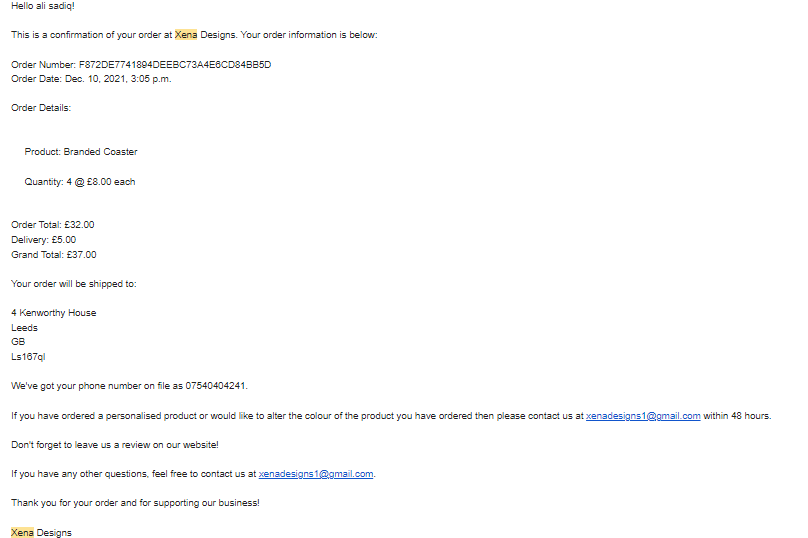 Hello ali sadiq!
This is a confirmation of your order at Xena Designs. Your order information is below:
Order Number: F872DE7741894DEEBC73A4E6CD84BB5D
Order Date: Dec. 10, 2021, 3:05 p.m.
Order Details:
Product: Branded Coaster
Quantity: 4 @ £8.00 each
Order Total: £32.00
Delivery: £5.00
Grand Total: £37.00
Your order will be shipped to:
4 Kenworthy House
Leeds
GB
Ls167ql
We've got your phone number on file as 07540404241.
If you have ordered a personalised product or would like to alter the colour of the product you have ordered then please contact us at xenadesigns1@gmail.com within 48 hours.
Don't forget to leave us a review on our website!
If you have any other questions, feel free to contact us at xenadesigns1@gmail.com.
Thank you for your order and for supporting our business!
Xena Designs